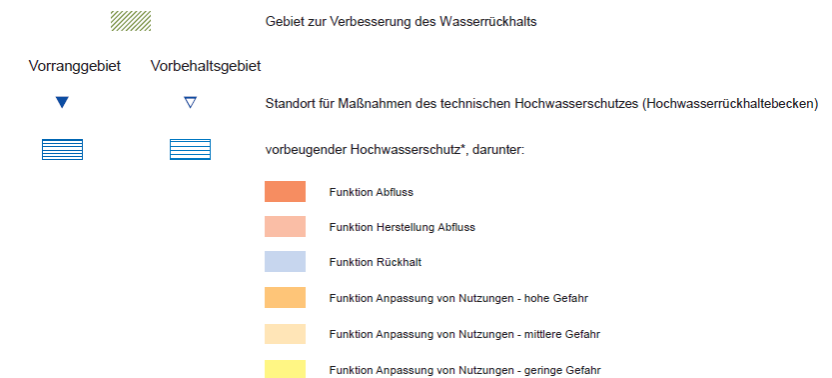 Gebiet zur Verbesserung des Wasserrückhalts
Vorranggebiet Vorbehaltsgebiet
Standort für Maßnahmen des technischen Hochwasserschutzes (Hochwasserrückhaltebecken)
vorbeugender Hochwasserschutz*, darunter:
Funktion Abfluss
Funktion Herstellung Abfluss
Funktion Rückhalt
Funktion Anpassung von Nutzungen - hohe Gefahr
Funktion Anpassung von Nutzungen - mittlere Gefahr
Funktion Anpassung von Nutzungen - geringe Gefahr